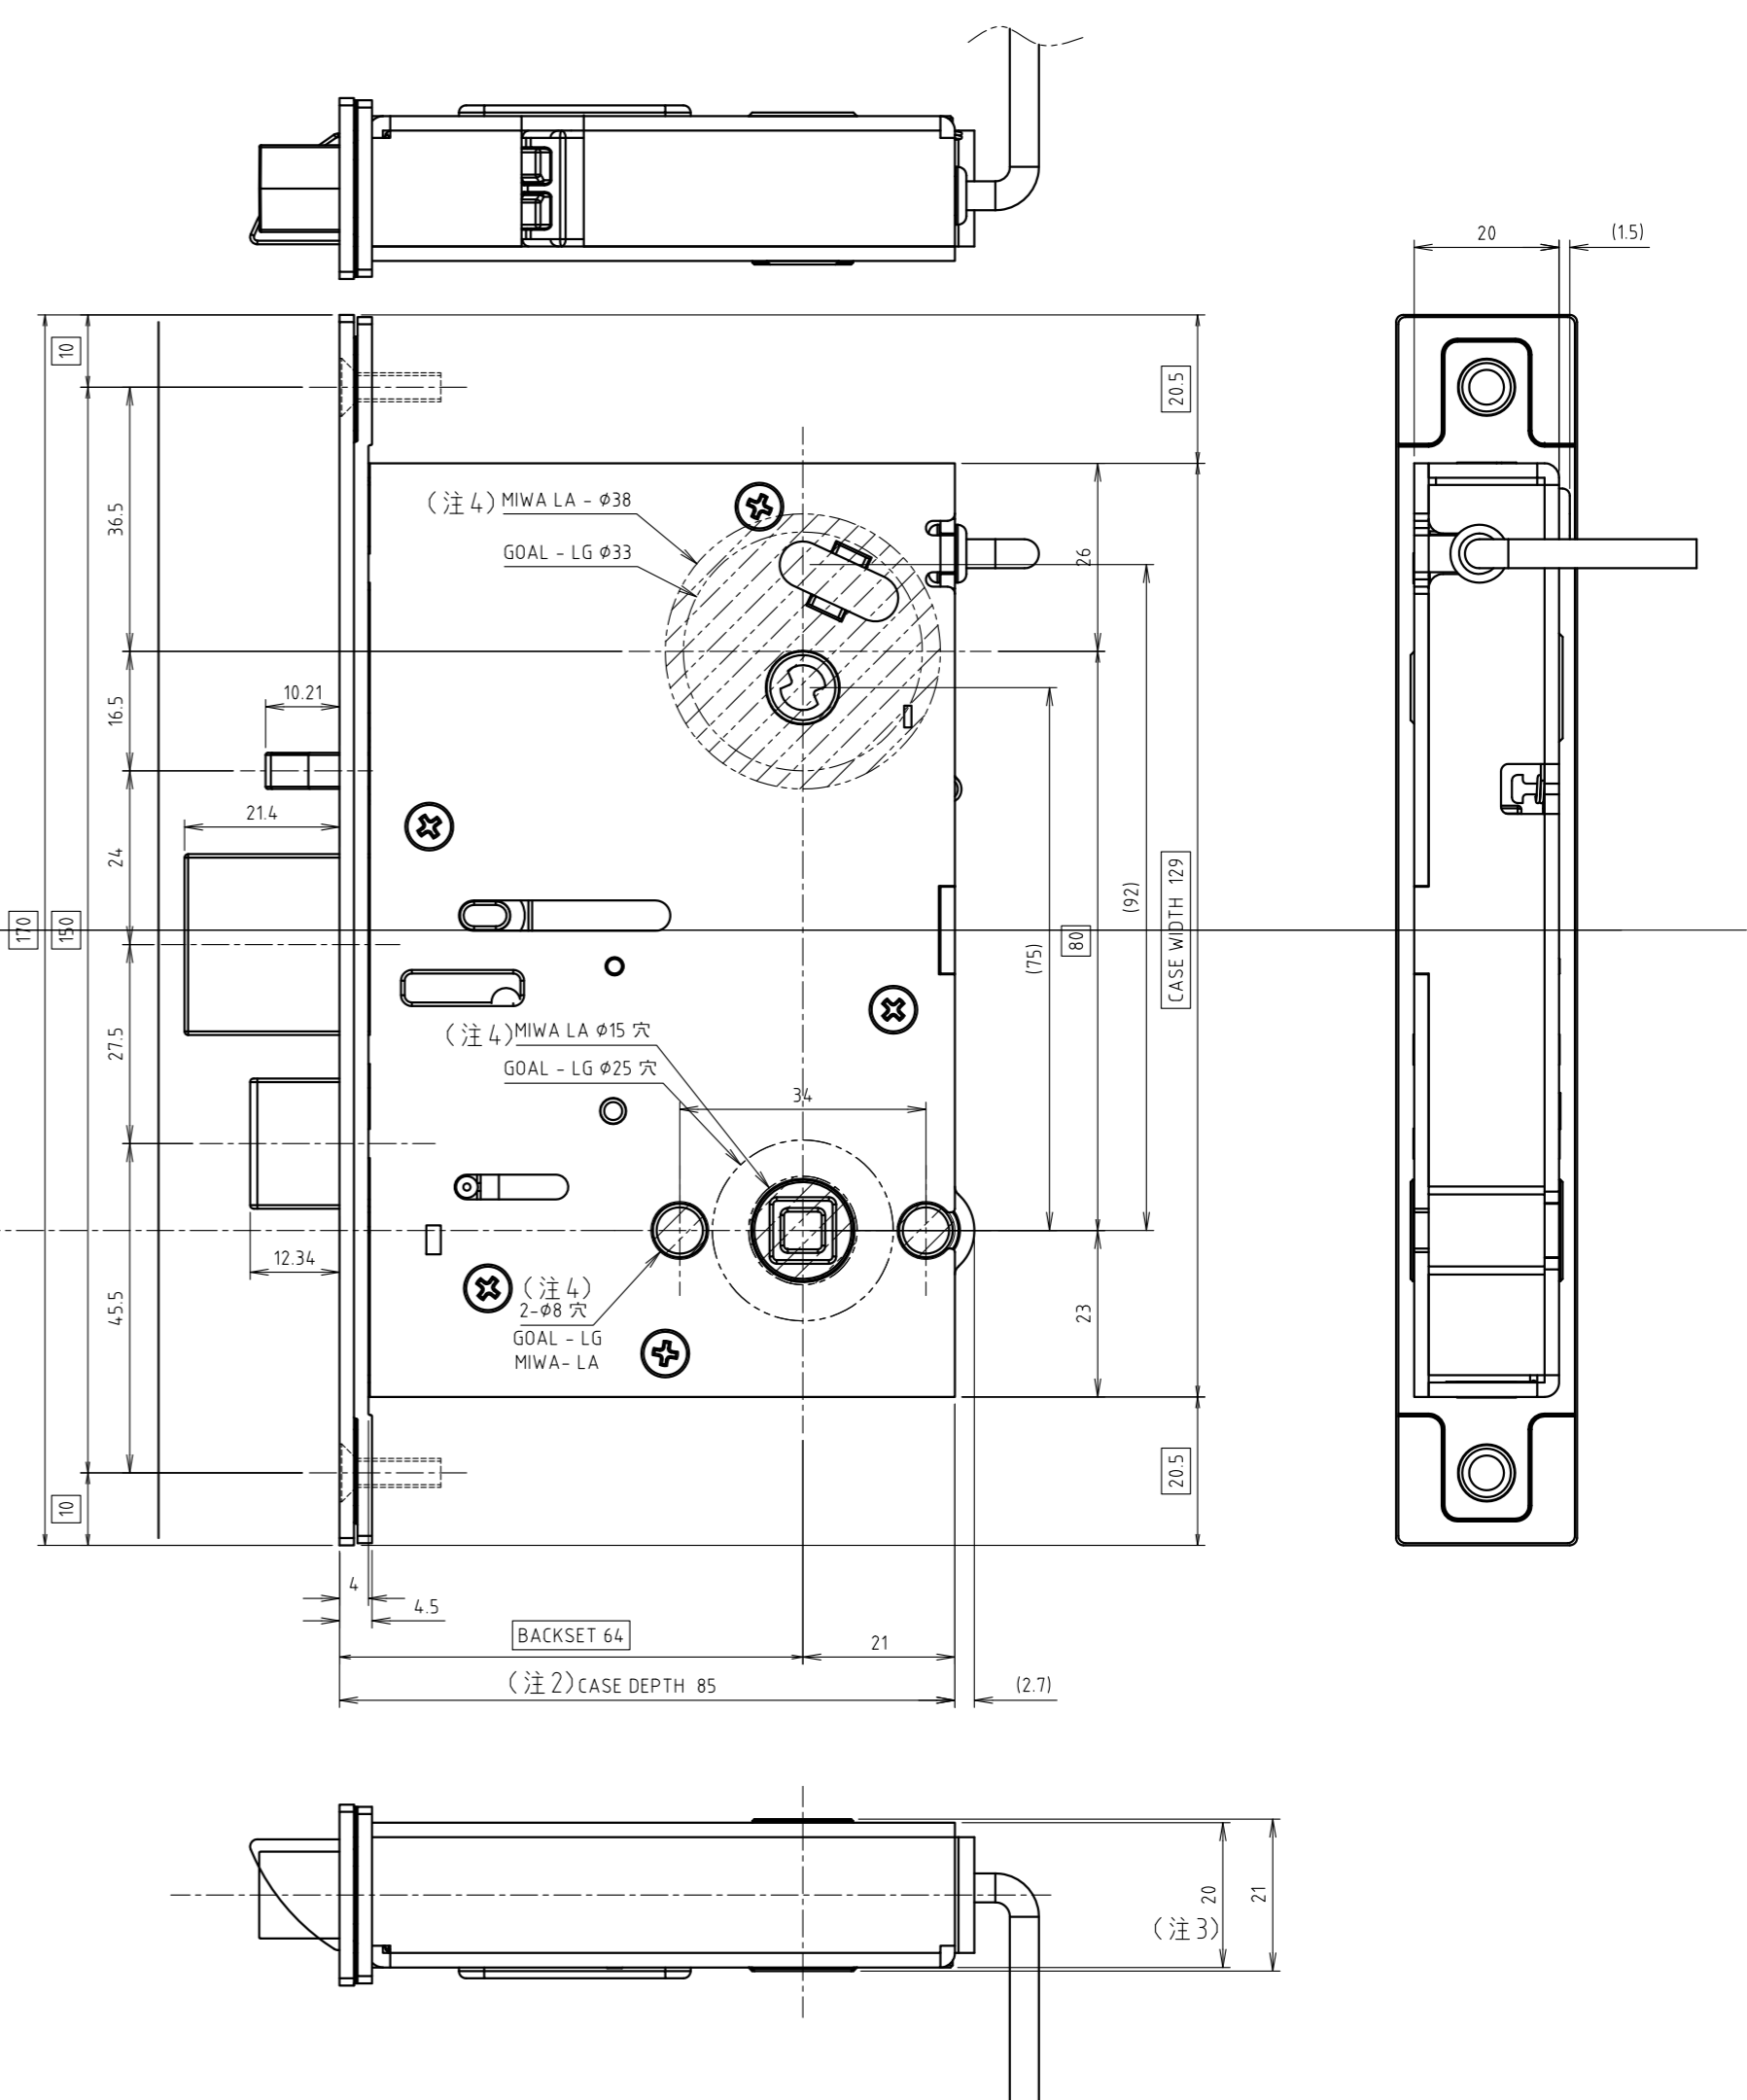 20
(1.5)
10
20.5
(注4) MIWA LA - φ38
GOAL - LG φ33
36.5
26
16.5
10.21
21.4
24
170
150
(75)
80
(92)
CASE WIDTH 129
27.5
(注4) MIWA LA φ15 穴
GOAL - LG φ25 穴
34
12.34
45.5
(注4)
2-φ8 穴
GOAL - LG
MIWA- LA
23
10
20.5
4
4.5
BACKSET 64
21
(注2) CASE DEPTH 85
(2.7)
20
21
(注3)